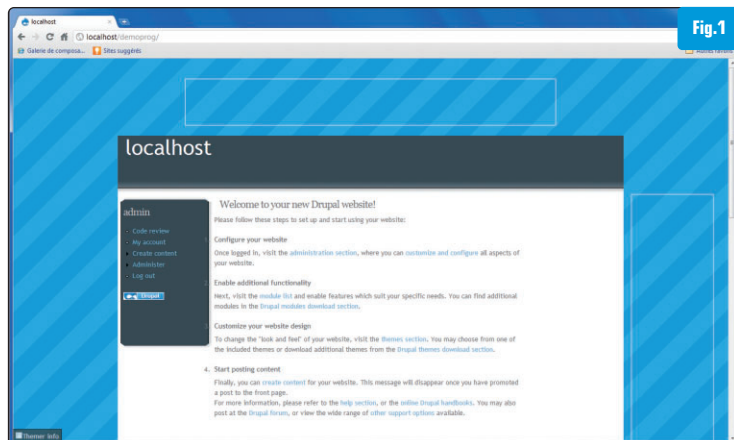 Fig.1
localhost
localhost/demoprog/
Galerie de composa... Sites suggérés Autres favoris
localhost
admin
Code review
My account
Create content
Administer
Log out
Drupal
Welcome to your new Drupal website!
Please follow these steps to set up and start using your website:
Configure your website
Once logged in, visit the administration section, where you can customize and configure all aspects of
your website.
Enable additional functionality
Next, visit the module list and enable features which suit your specific needs. You can find additional
modules in the Drupal modules download section.
Customize your website design
To change the "look and feel" of your website, visit the themes section. You may choose from one of
the included themes or download additional themes from the Drupal themes download section.
4. Start posting content
Finally, you can create content for your website. This message will disappear once you have promoted
a post to the front page.
For more information, please refer to the help section, or the online Drupal handbooks. You may also
post at the Drupal forum, or view the wide range of other support options available.
Themer info